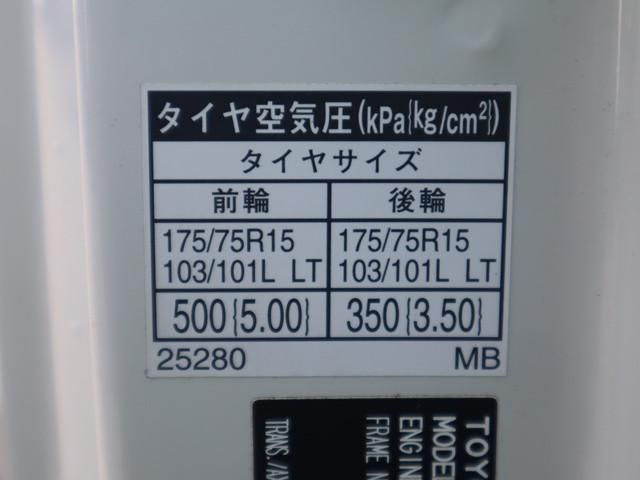 タイヤ空気圧(kPa{kg/cm²})
タイヤサイズ
前輪 後輪
175/75R15 175/75R15
103/101L LT 103/101L LT
500{5.00} 350{3.50}
25280 MB
TOY
MODE
ENGIN
FRAME N
TRANS./A